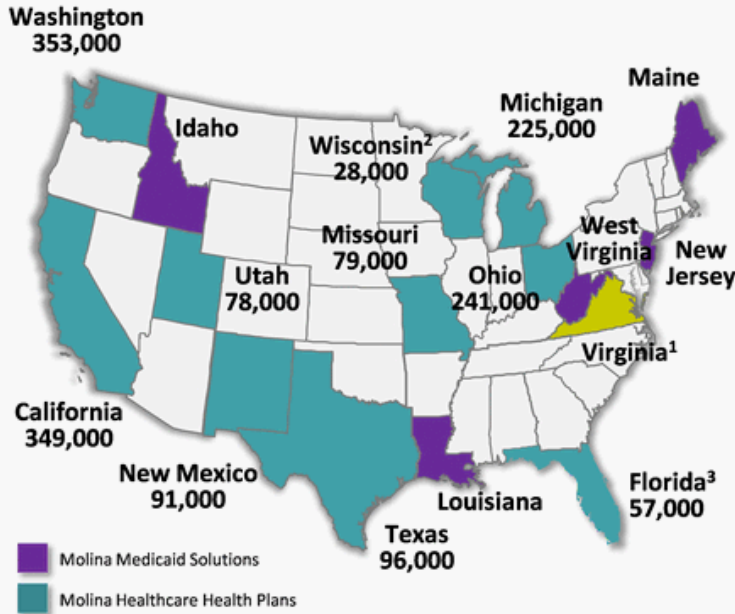 Washington
353,000
Maine
Michigan
225,000
Idaho
Wisconsin²
28,000
West
Virginia
Missouri
79,000
New
Jersey
Utah
78,000
Ohio
241,000
Virginia¹
California
349,000
New Mexico
91,000
Florida³
57,000
Louisiana
Texas
96,000
Molina Medicaid Solutions
Molina Healthcare Health Plans